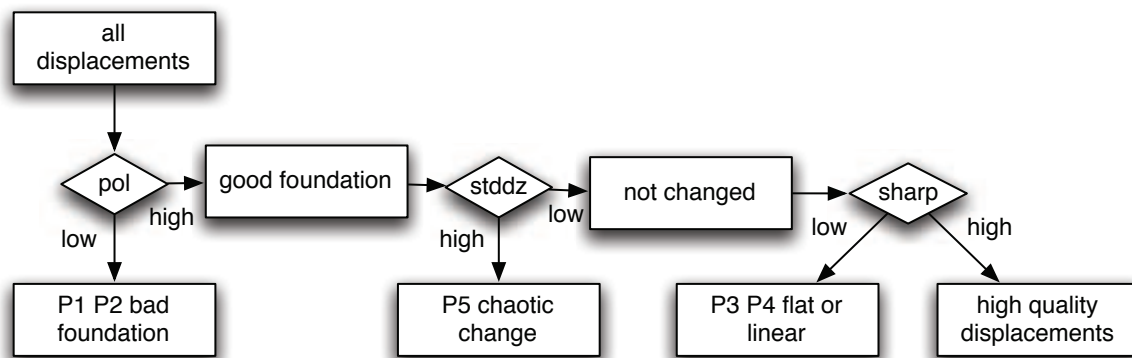 all
displacements
pol
good foundation
stddz
not changed
sharp
high
low
low
high
low
high
P1 P2 bad
foundation
P5 chaotic
change
P3 P4 flat or
linear
high quality
displacements